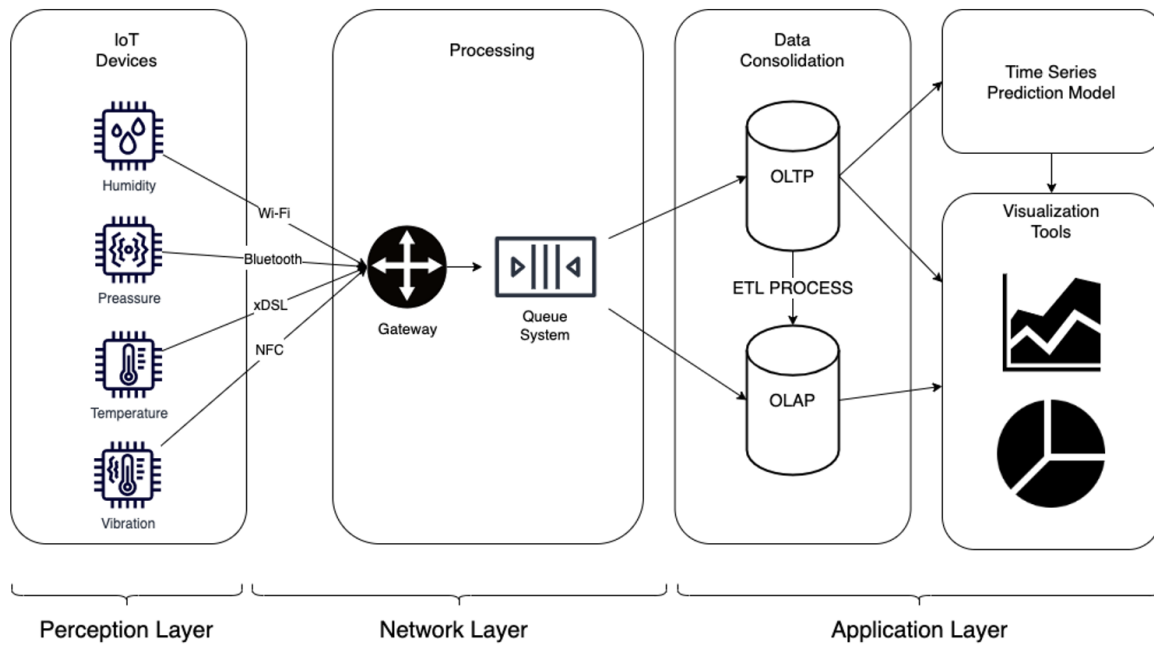 IoT
Devices
Humidity
Preassure
Temperature
Vibration
Wi-Fi
Bluetooth
xDSL
NFC
Processing
Gateway
Queue
System
Data
Consolidation
OLTP
ETL PROCESS
OLAP
Time Series
Prediction Model
Visualization
Tools
Perception Layer
Network Layer
Application Layer